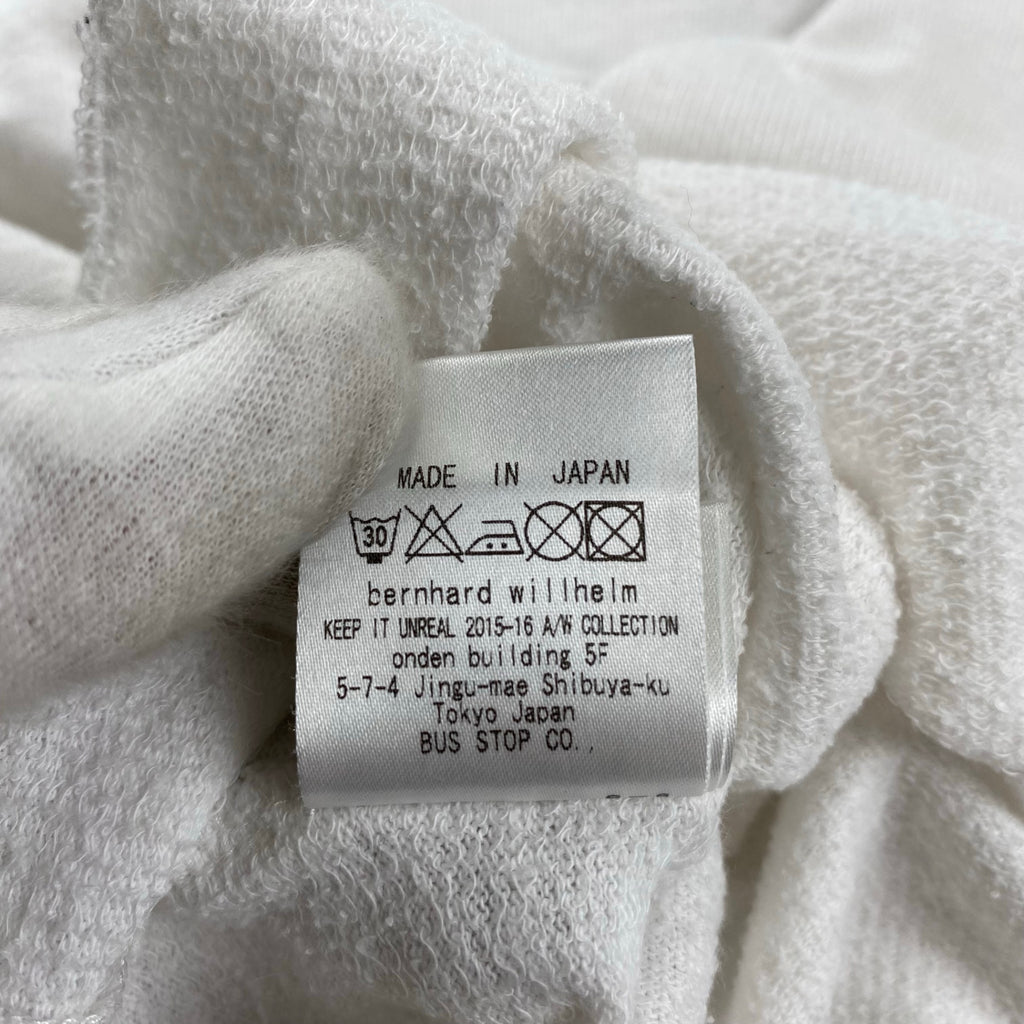 MADE IN JAPAN
30
bernhard willhelm
KEEP IT UNREAL 2015-16 A/W COLLECTION
onden building 5F
5-7-4 Jingu-mae Shibuya-ku
Tokyo Japan
BUS STOP CO.,